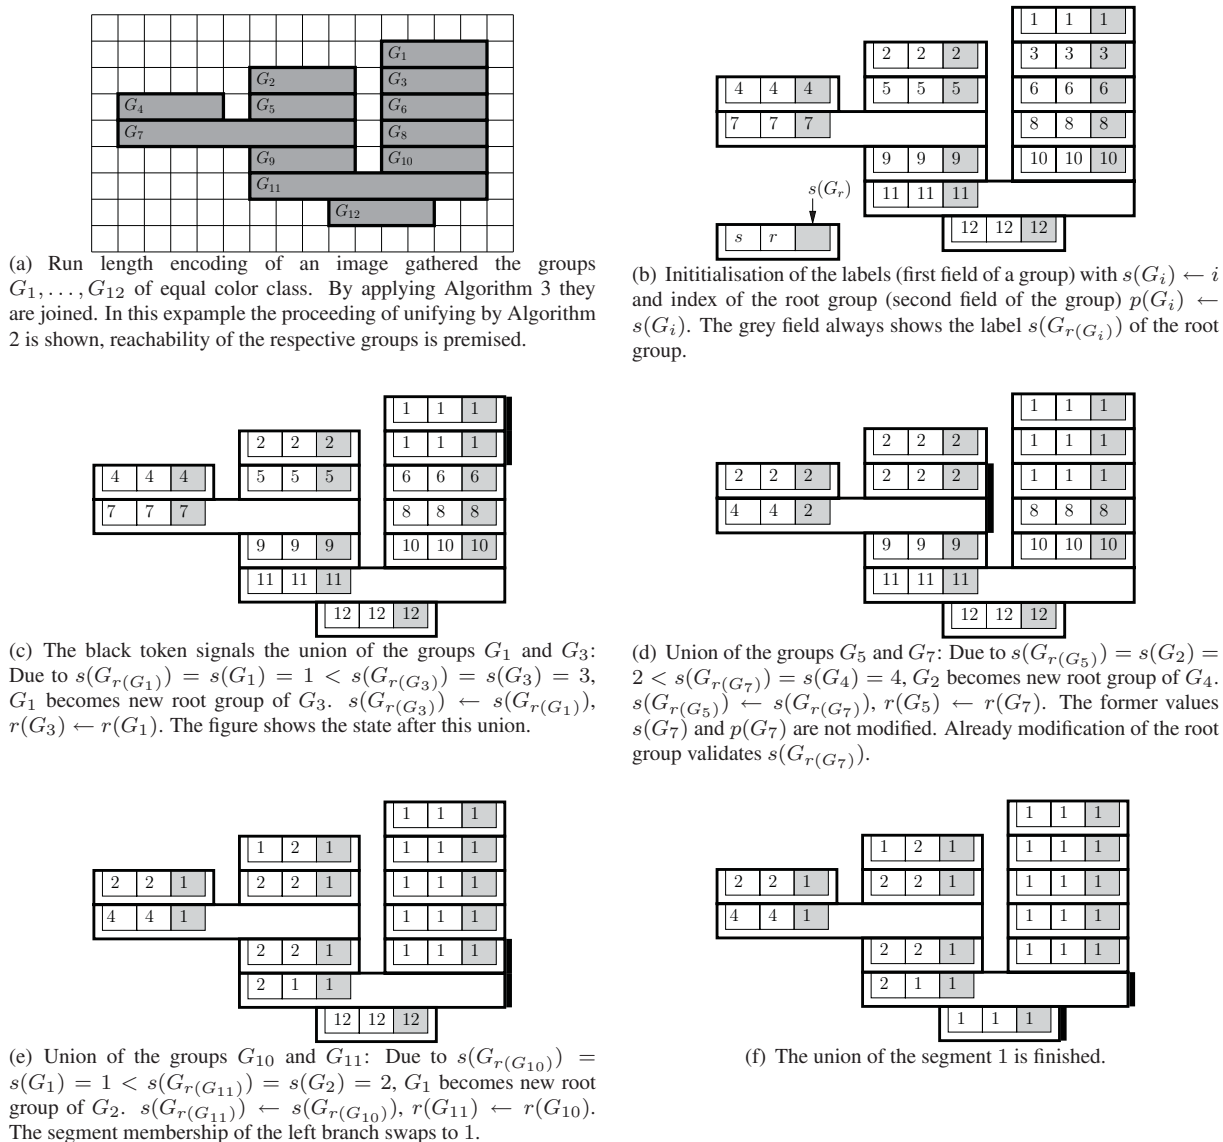 G₁
G₂ G₃
G₄ G₅ G₆
G₇ G₈
G₉ G₁₀
G₁₁
G₁₂
(a) Run length encoding of an image gathered the groups
G₁, . . . , G₁₂ of equal color class. By applying Algorithm 3 they
are joined. In this expample the proceeding of unifying by Algorithm
2 is shown, reachability of the respective groups is premised.
1 1 1
2 2 2 3 3 3
4 4 4 5 5 5 6 6 6
7 7 7 8 8 8
9 9 9 10 10 10
11 11 11
s(Gᵣ)
12 12 12
s r
(b) Inititialisation of the labels (first field of a group) with s(Gᵢ) ← i
and index of the root group (second field of the group) p(Gᵢ) ←
s(Gᵢ). The grey field always shows the label s(G_{r(Gᵢ)}) of the root
group.
1 1 1
2 2 2 1 1 1
4 4 4 5 5 5 6 6 6
7 7 7 8 8 8
9 9 9 10 10 10
11 11 11
12 12 12
(c) The black token signals the union of the groups G₁ and G₃:
Due to s(G_{r(G₁)}) = s(G₁) = 1 < s(G_{r(G₃)}) = s(G₃) = 3,
G₁ becomes new root group of G₃. s(G_{r(G₃)}) ← s(G_{r(G₁)}),
r(G₃) ← r(G₁). The figure shows the state after this union.
1 1 1
2 2 2 1 1 1
2 2 2 2 2 2 1 1 1
4 4 2 8 8 8
9 9 9 10 10 10
11 11 11
12 12 12
(d) Union of the groups G₅ and G₇: Due to s(G_{r(G₅)}) = s(G₂) =
2 < s(G_{r(G₇)}) = s(G₄) = 4, G₂ becomes new root group of G₄.
s(G_{r(G₅)}) ← s(G_{r(G₇)}), r(G₅) ← r(G₇). The former values
s(G₇) and p(G₇) are not modified. Already modification of the root
group validates s(G_{r(G₇)}).
1 1 1
1 2 1 1 1 1
2 2 1 2 2 1 1 1 1
4 4 1 1 1 1
2 2 1 1 1 1
2 1 1
12 12 12
(e) Union of the groups G₁₀ and G₁₁: Due to s(G_{r(G₁₀)}) =
s(G₁) = 1 < s(G_{r(G₁₁)}) = s(G₂) = 2, G₁ becomes new root
group of G₂. s(G_{r(G₁₁)}) ← s(G_{r(G₁₀)}), r(G₁₁) ← r(G₁₀).
The segment membership of the left branch swaps to 1.
1 1 1
1 2 1 1 1 1
2 2 1 2 2 1 1 1 1
4 4 1 1 1 1
2 2 1 1 1 1
2 1 1
1 1 1
(f) The union of the segment 1 is finished.